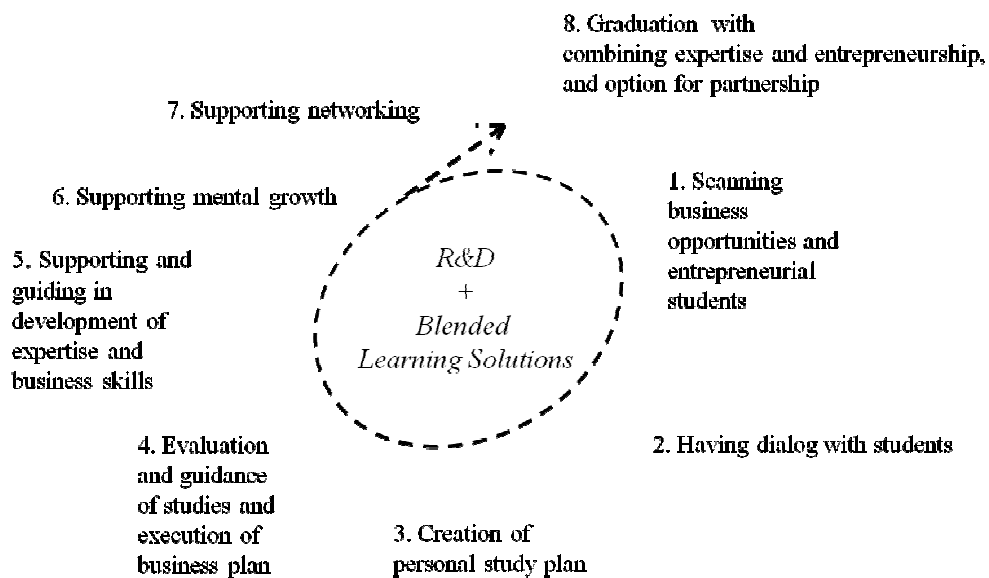 8. Graduation with
combining expertise and entrepreneurship,
and option for partnership
7. Supporting networking
6. Supporting mental growth
1. Scanning
business
opportunities and
entrepreneurial
students
5. Supporting and
guiding in
development of
expertise and
business skills
R&D
+
Blended
Learning Solutions
4. Evaluation
and guidance
of studies and
execution of
business plan
2. Having dialog with students
3. Creation of
personal study plan